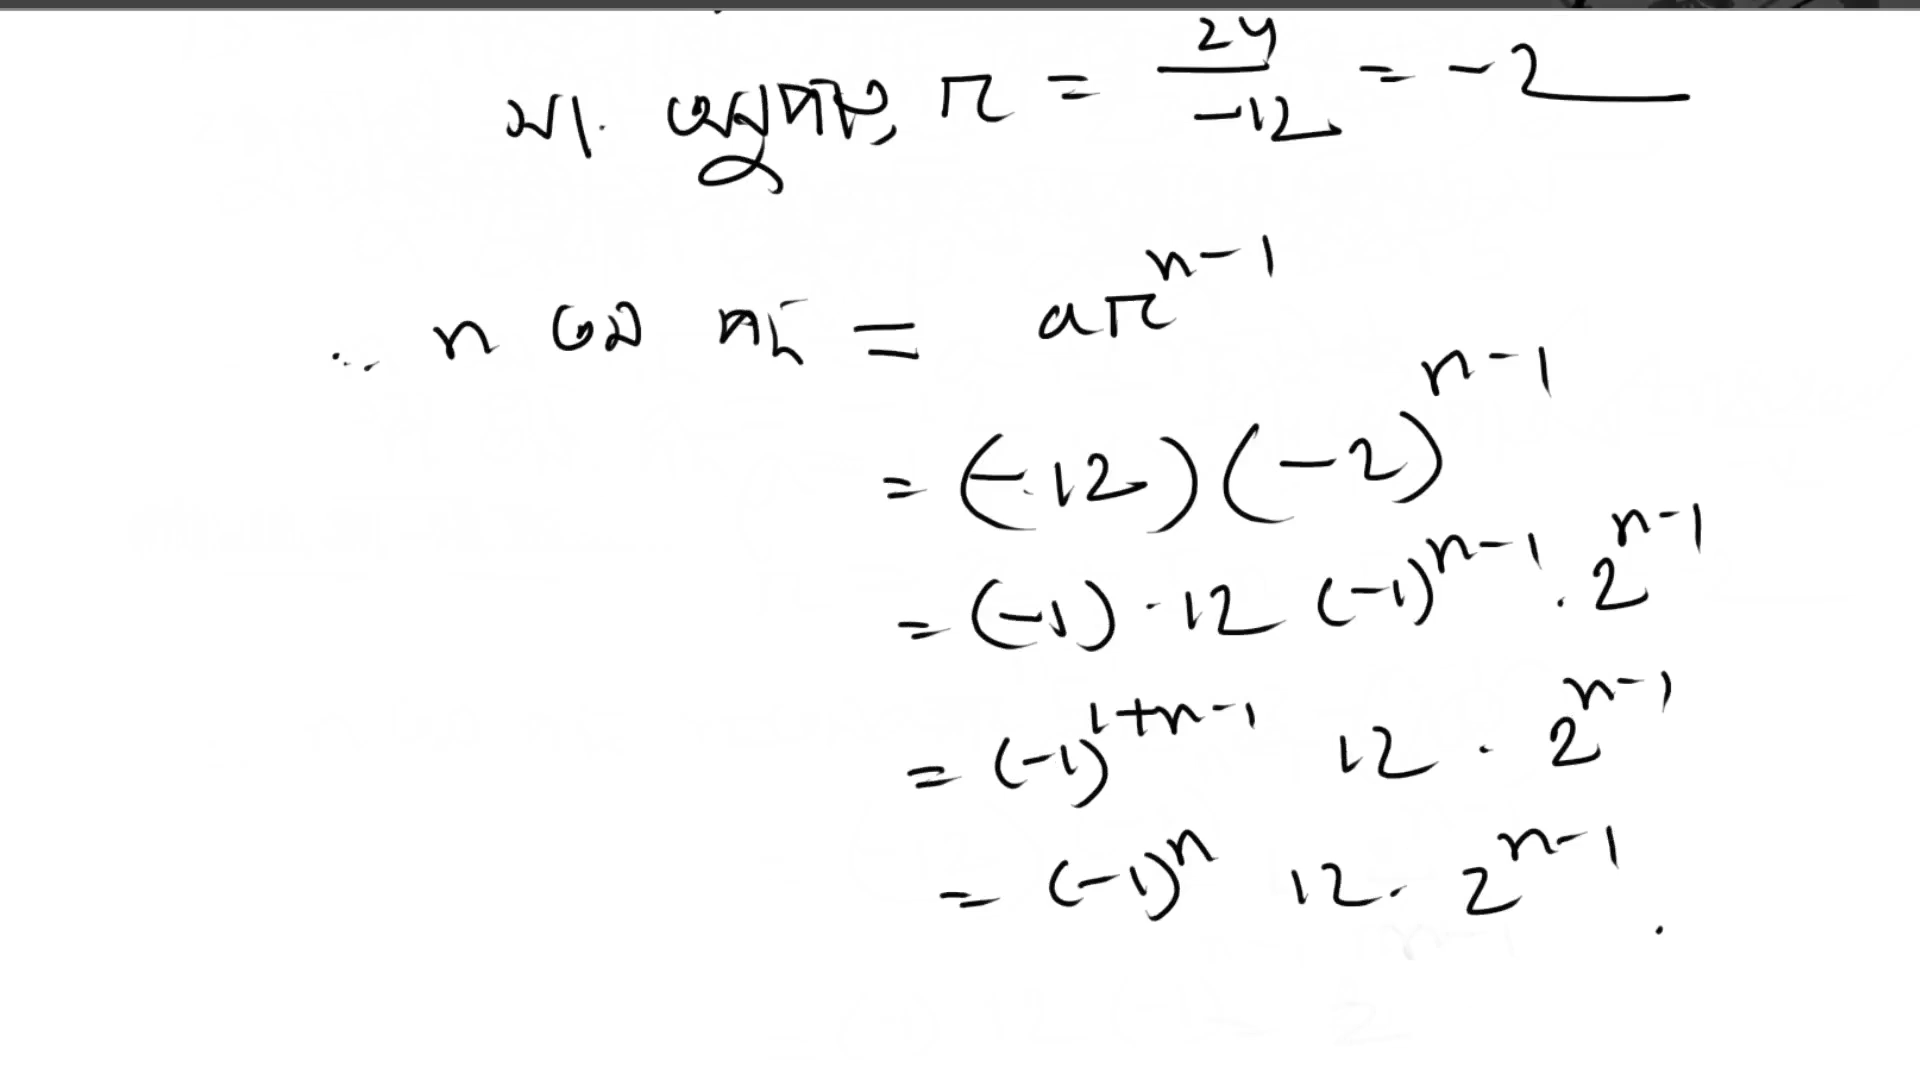 সা. অনুপাত, r = 24/-12 = -2
∴ n তম পদ = ar^{n-1}
= (-12)(-2)^{n-1}
= (-1)·12 (-1)^{n-1} · 2^{n-1}
= (-1)^{1+n-1} 12 · 2^{n-1}
= (-1)^n 12 · 2^{n-1}.